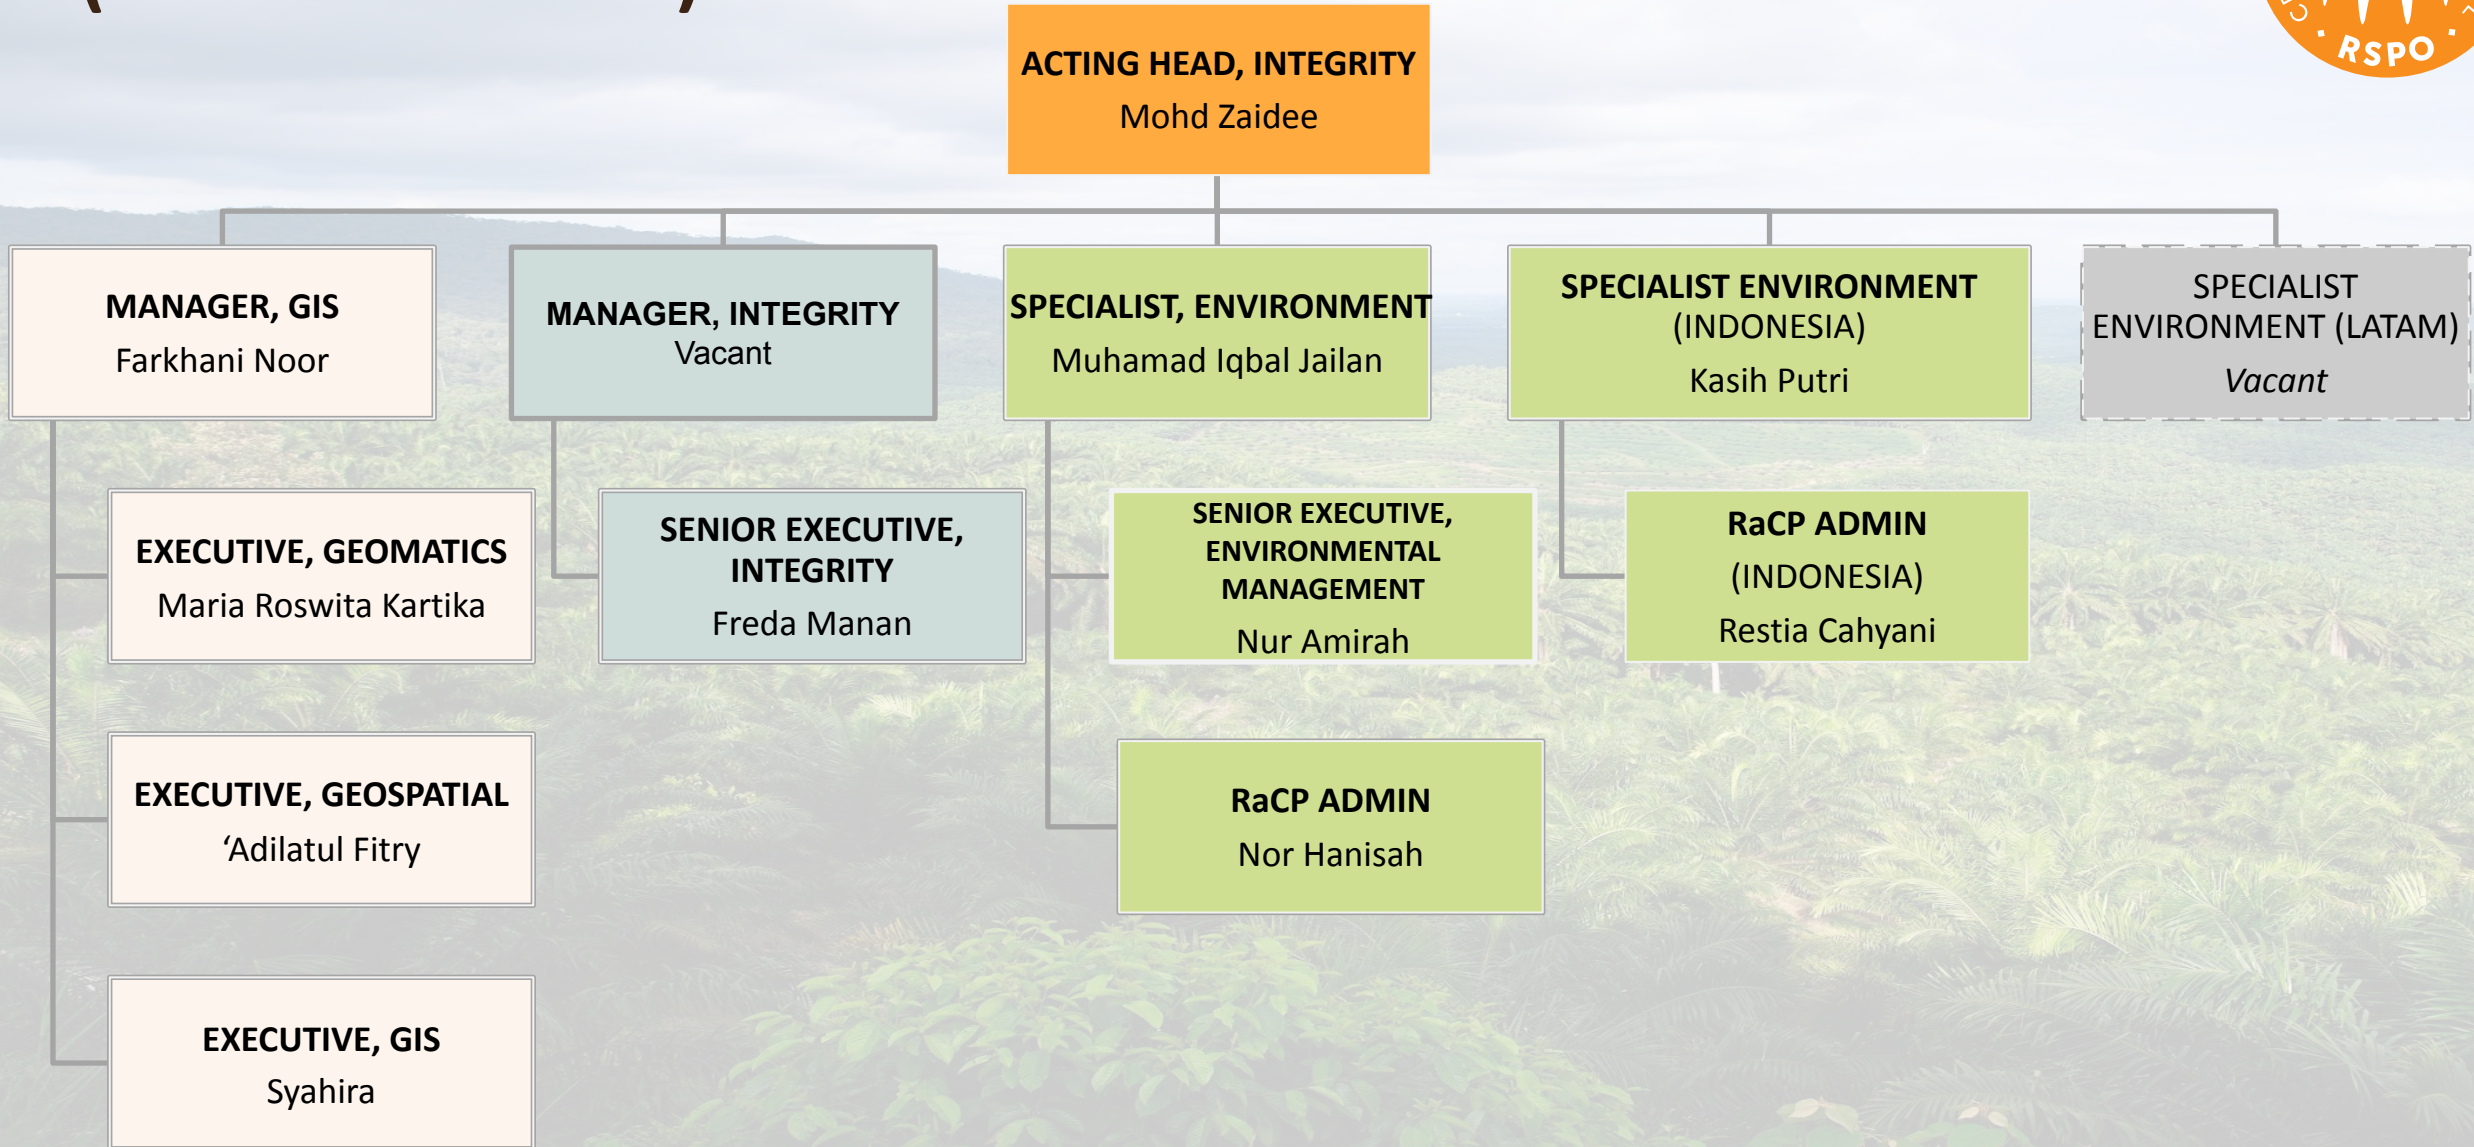 RSPO
ACTING HEAD, INTEGRITY
Mohd Zaidee
MANAGER, GIS
Farkhani Noor
MANAGER, INTEGRITY
Vacant
SPECIALIST, ENVIRONMENT
Muhamad Iqbal Jailan
SPECIALIST ENVIRONMENT
(INDONESIA)
Kasih Putri
SPECIALIST
ENVIRONMENT (LATAM)
Vacant
EXECUTIVE, GEOMATICS
Maria Roswita Kartika
SENIOR EXECUTIVE,
INTEGRITY
Freda Manan
SENIOR EXECUTIVE,
ENVIRONMENTAL
MANAGEMENT
Nur Amirah
RaCP ADMIN
(INDONESIA)
Restia Cahyani
EXECUTIVE, GEOSPATIAL
‘Adilatul Fitry
RaCP ADMIN
Nor Hanisah
EXECUTIVE, GIS
Syahira